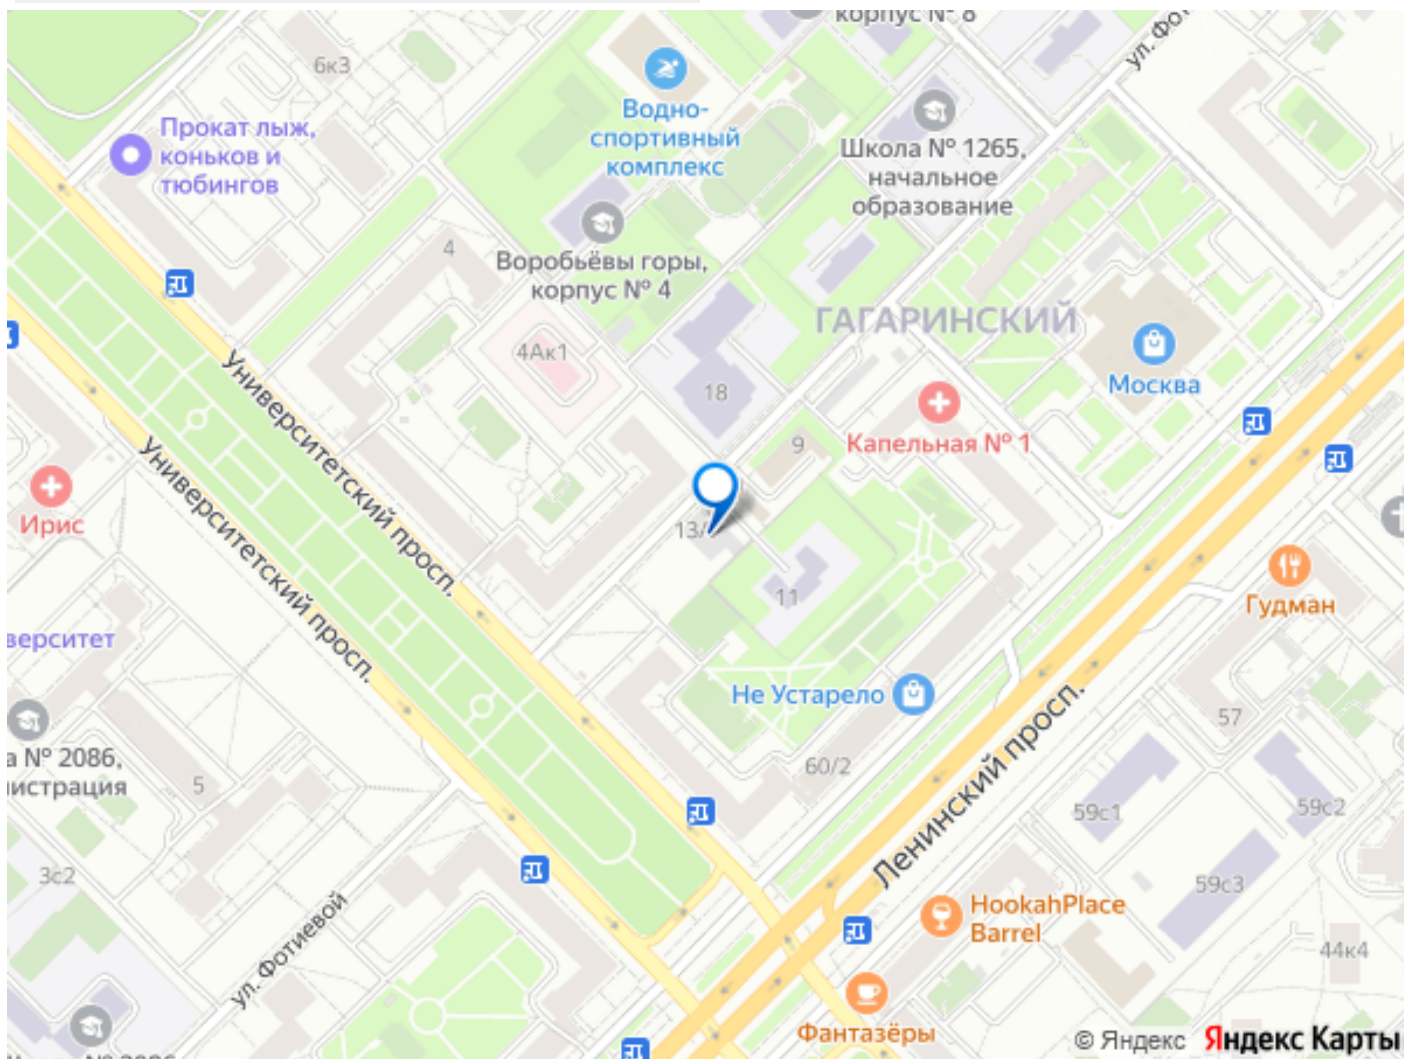 корпус № 8
ул. Фот
6к3
Водно-
спортивный
комплекс
Прокат лыж,
коньков и
тюбингов
Школа № 1265,
начальное
образование
4
Воробьёвы горы,
корпус № 4
ГАГАРИНСКИЙ
4Ак1
18
Москва
Университетский просп.
9
Капельная № 1
Университетский просп.
Ирис
13/
11
Гудман
верситет
Не Устарело
57
Ленинский просп.
а № 2086,
нистрация
5
60/2
59с1
59с2
3с2
59с3
HookahPlace
Barrel
ул. Фотиевой
44к4
Фантазёры
© Яндекс Яндекс Карты